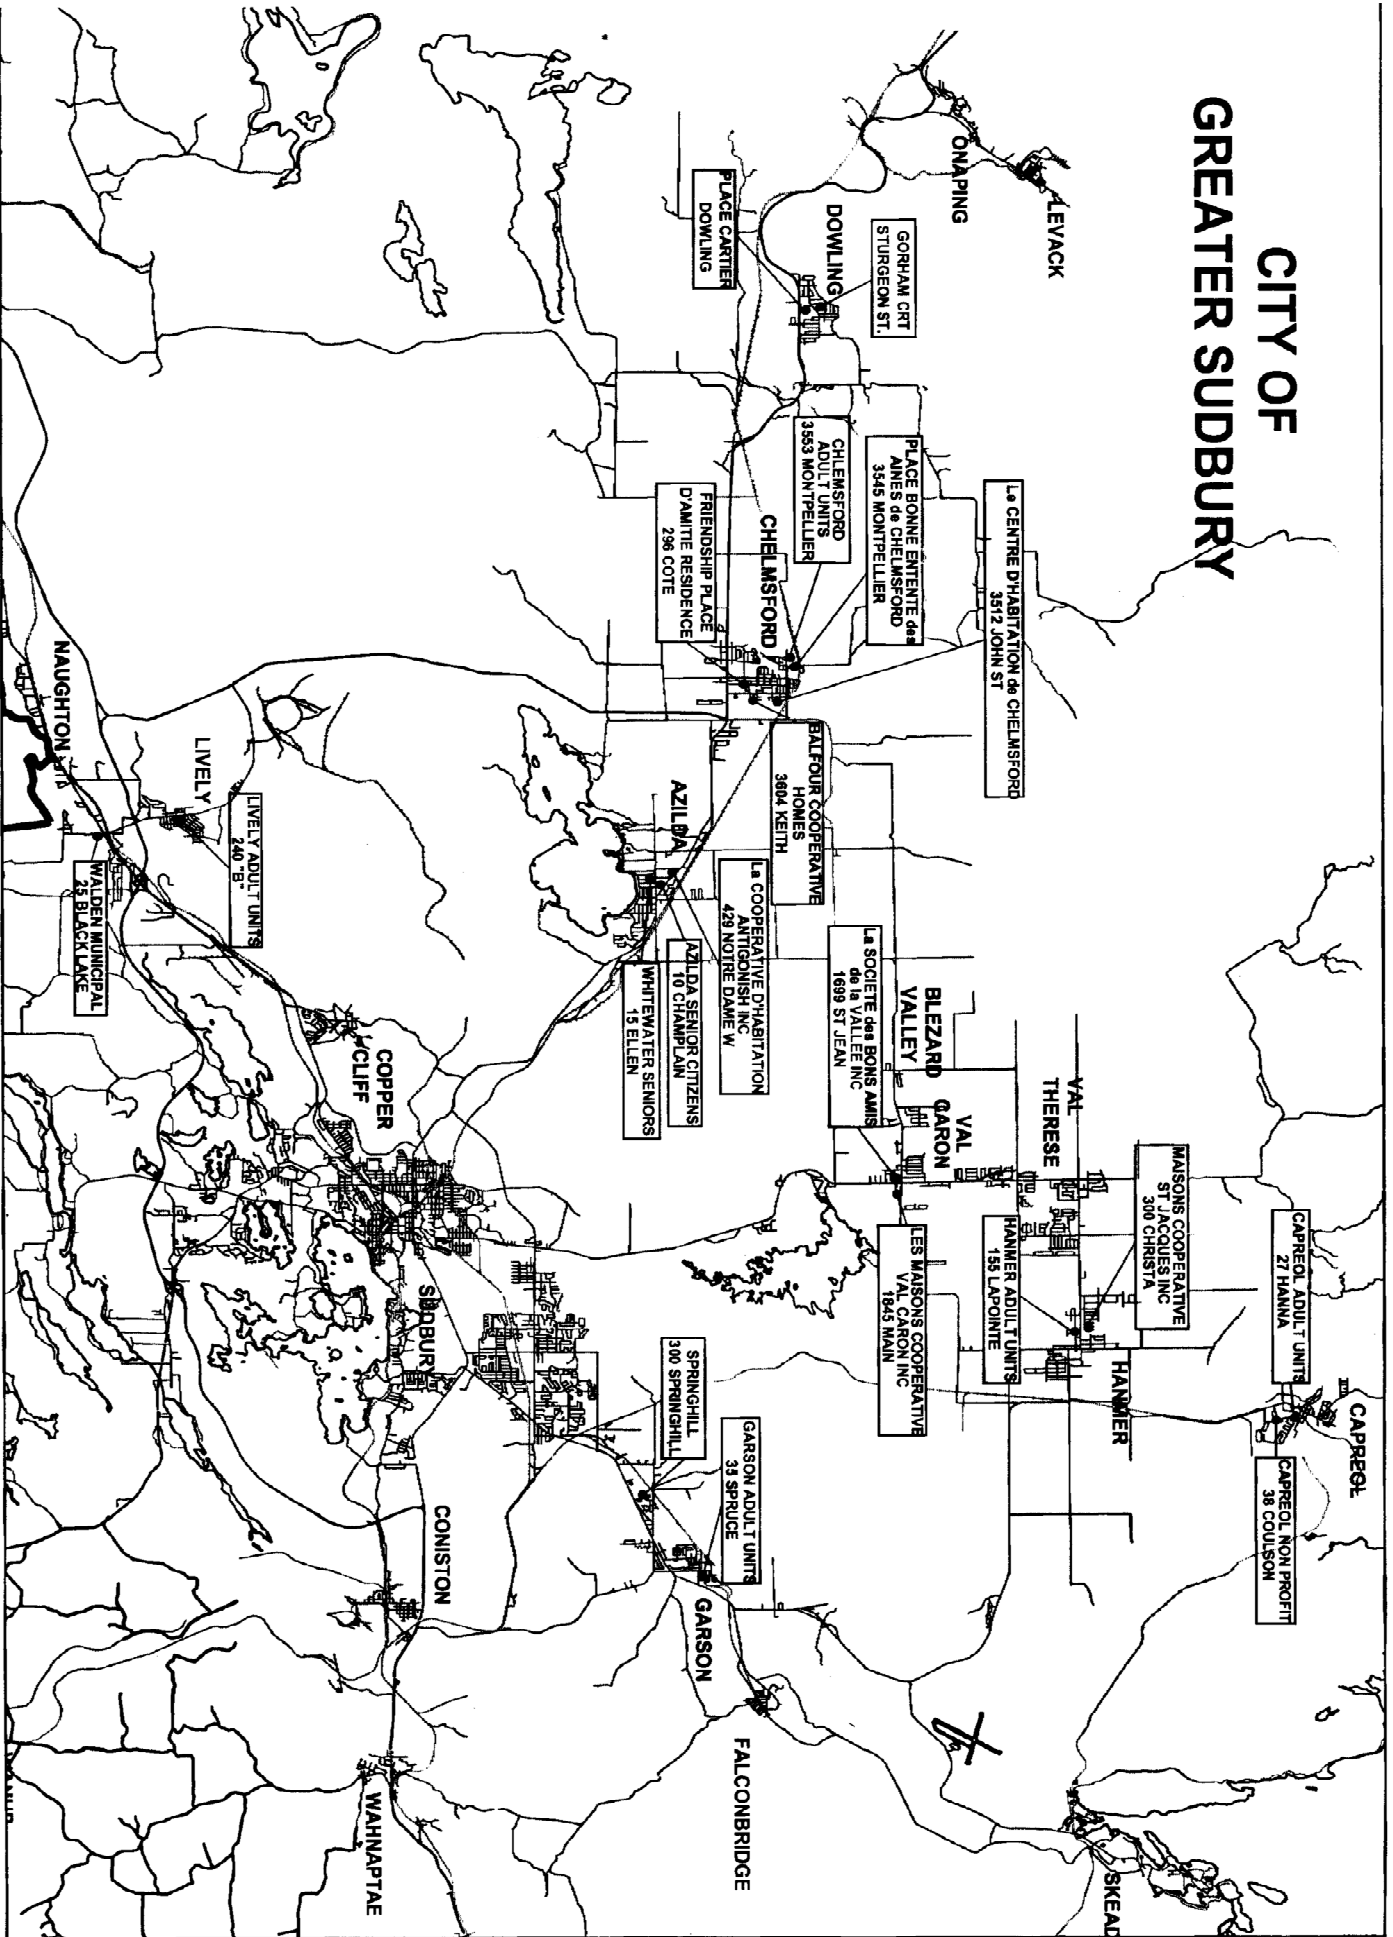 CITY OF
GREATER SUDBURY
LEVACK
ONAPING
GORHAM CRT
STURGEON ST.
DOWLING
PLACE CARTIER
DOWLING
Le CENTRE D'HABITATION de CHELMSFORD
3512 JOHN ST
PLACE BONNE ENTENTE des
AINES de CHELMSFORD
3545 MONTPELLIER
CHLEMSFORD
ADULT UNITS
3553 MONTPELLIER
CHELMSFORD
FRIENDSHIP PLACE
D'AMITIE RESIDENCE
296 COTE
BALFOUR COOPERATIVE
HOMES
3604 KEITH
AZILDA
La COOPERATIVE D'HABITATION
ANTIGONISH INC
429 NOTRE DAME W
AZILDA SENIOR CITIZENS
10 CHAMPLAIN
WHITEWATER SENIORS
15 ELLEN
NAUGHTON
LIVELY
LIVELY ADULT UNITS
240 "B"
WALDEN MUNICIPAL
25 BLACK LAKE
COPPER
CLIFF
La SOCIETE des BONS AMIS
de la VALLEE INC
1699 ST JEAN
BLEZARD
VALLEY
VAL
CARON
VAL
THERESE
MAISONS COOPERATIVE
ST JACQUES INC
300 CHRISTA
CAPREOL ADULT UNITS
27 HANNA
HANMER ADULT UNITS
155 LAPOINTE
LES MAISONS COOPERATIVE
VAL CARON INC
1845 MAIN
HANMER
CAPREOL
CAPREOL NON PROFIT
38 COULSON
SUDBURY
SPRINGHILL
300 SPRINGHILL
GARSON ADULT UNITS
35 SPRUCE
CONISTON
GARSON
FALCONBRIDGE
WAHNAPTAE
SKEAD